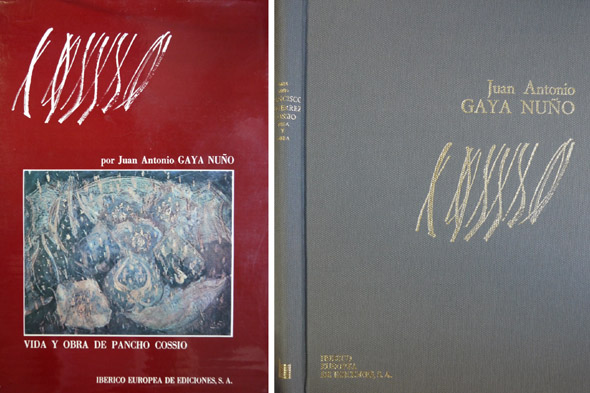 COSSIO
por Juan Antonio GAYA NUÑO
VIDA Y OBRA DE PANCHO COSSIO
IBERICO EUROPEA DE EDICIONES, S. A.
Y
Juan Antonio
GAYA NUÑO
COSSIO
IBERICO
EUROPEA
DE EDICIONES, S. A.